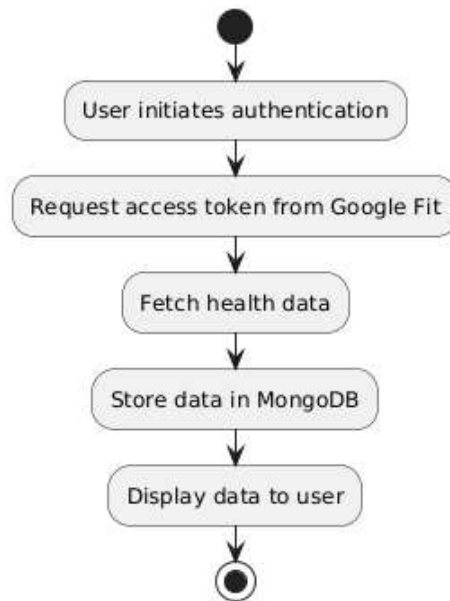 User initiates authentication
Request access token from Google Fit
Fetch health data
Store data in MongoDB
Display data to user